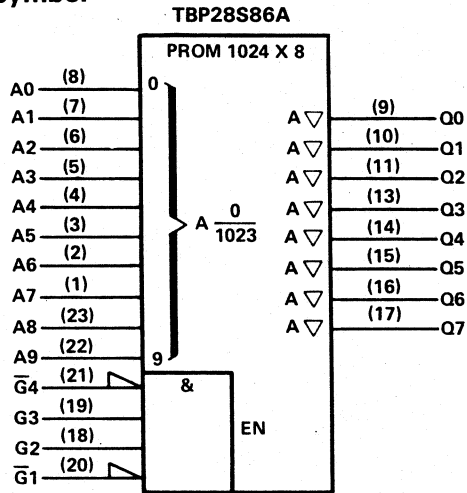 symbol
TBP28S86A
PROM 1024 X 8
A0 (8) 0
A1 (7)
A2 (6)
A3 (5)
A4 (4)
A5 (3)
A6 (2)
A7 (1)
A8 (23)
A9 (22) 9
A 0
1023
A ▽ (9) Q0
A ▽ (10) Q1
A ▽ (11) Q2
A ▽ (13) Q3
A ▽ (14) Q4
A ▽ (15) Q5
A ▽ (16) Q6
A ▽ (17) Q7
G̅4 (21) &
G3 (19)
G2 (18)
G̅1 (20)
EN